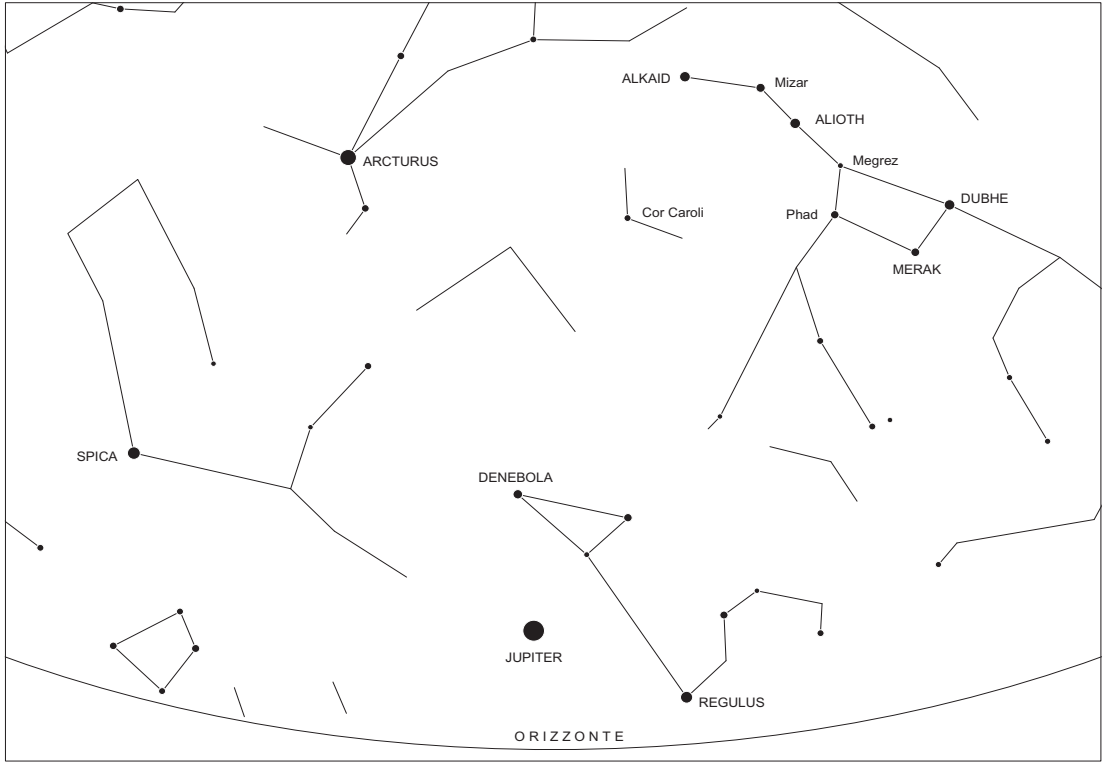 ALKAID
Mizar
ALIOTH
ARCTURUS
Megrez
DUBHE
Cor Caroli
Phad
MERAK
SPICA
DENEBOLA
JUPITER
REGULUS
ORIZZONTE